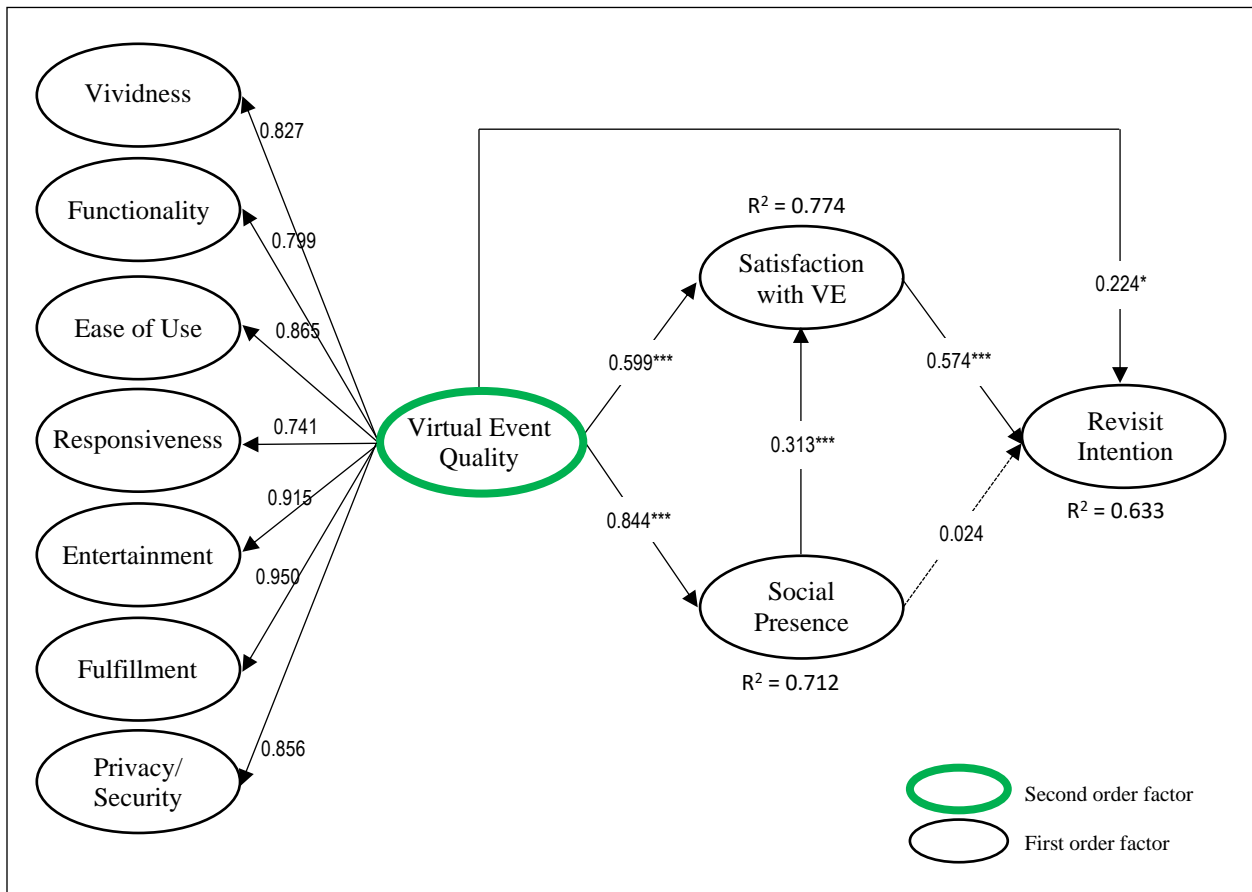 Vividness
0.827
Functionality
0.799
Ease of Use
0.865
Responsiveness
0.741
Entertainment
0.915
Fulfillment
0.950
Privacy/
Security
0.856
Virtual Event
Quality
0.599***
0.844***
R² = 0.774
Satisfaction
with VE
0.313***
Social
Presence
R² = 0.712
0.224*
0.574***
0.024
Revisit
Intention
R² = 0.633
Second order factor
First order factor